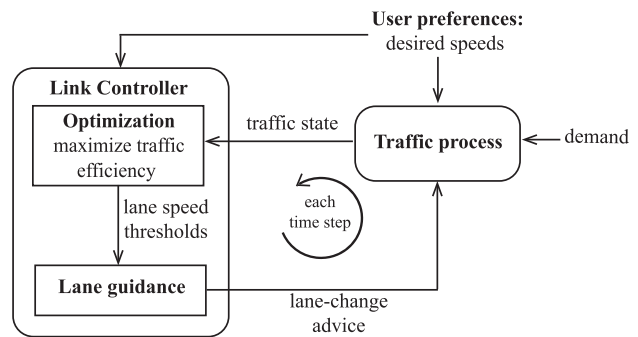 User preferences:
desired speeds
Link Controller
Optimization
maximize traffic
efficiency
traffic state
Traffic process
demand
lane speed
thresholds
each
time step
Lane guidance
lane-change
advice